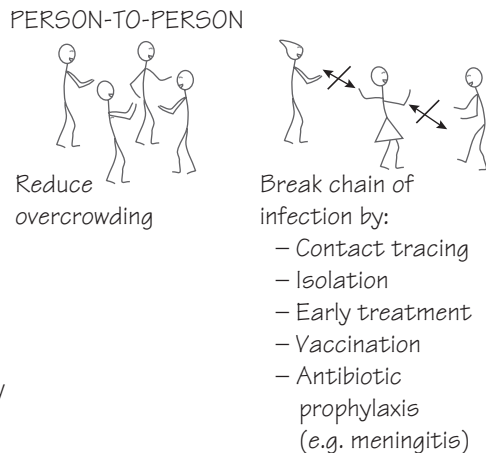 PERSON-TO-PERSON
Reduce
overcrowding
Break chain of
infection by:
– Contact tracing
– Isolation
– Early treatment
– Vaccination
– Antibiotic
prophylaxis
(e.g. meningitis)